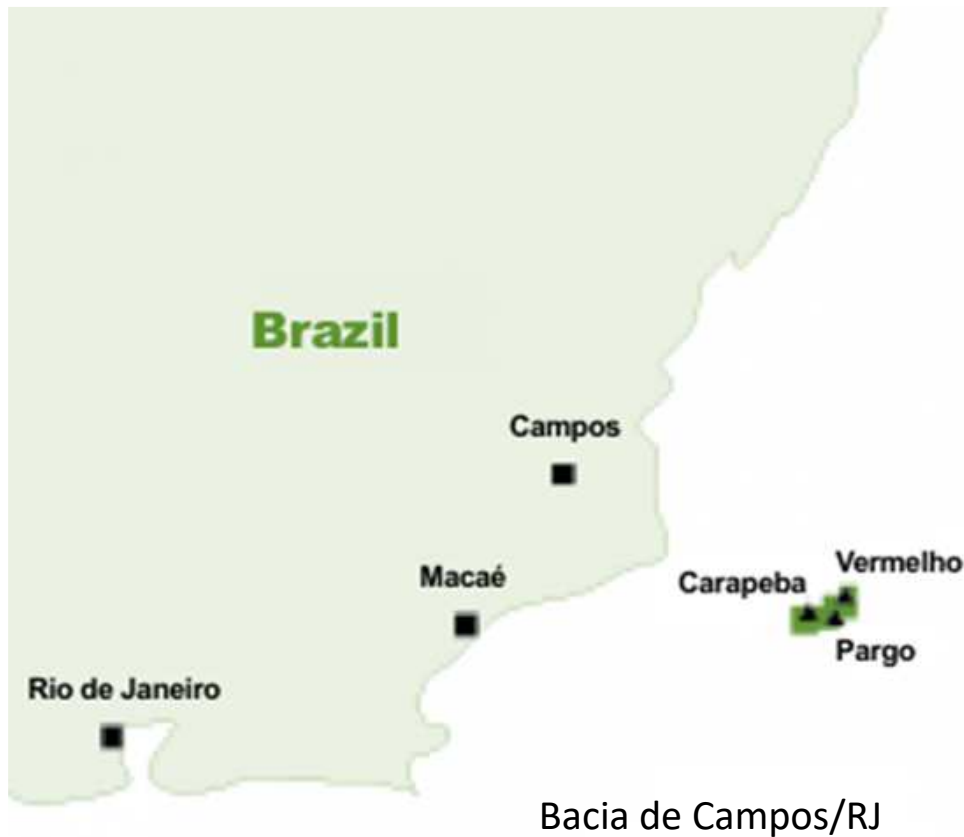 Brazil
Campos
Macaé
Vermelho
Carapeba
Pargo
Rio de Janeiro
Bacia de Campos/RJ